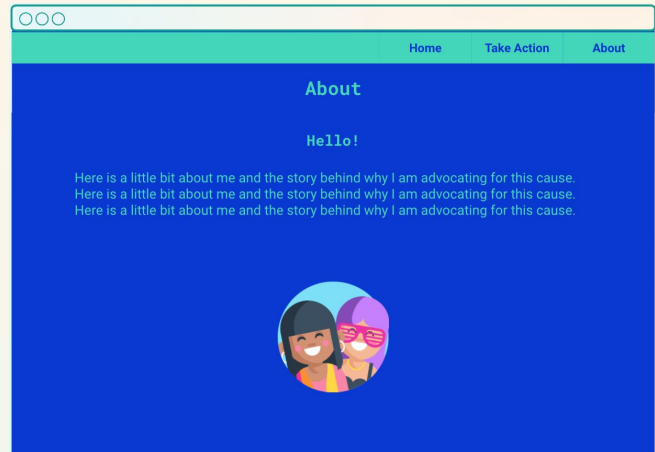 Home Take Action About
About
Hello!
Here is a little bit about me and the story behind why I am advocating for this cause.
Here is a little bit about me and the story behind why I am advocating for this cause.
Here is a little bit about me and the story behind why I am advocating for this cause.